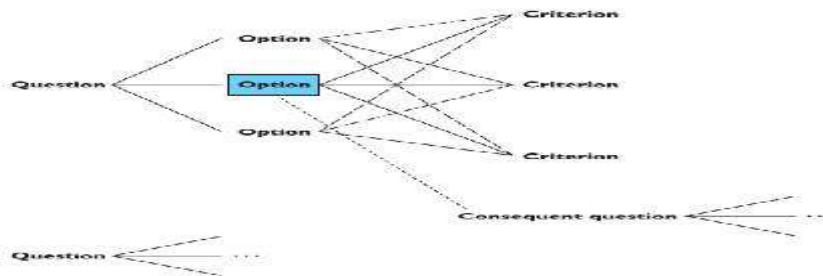 Criterion
Option
Question
Option
Criterion
Option
Criterion
Consequent question
...
Question
...